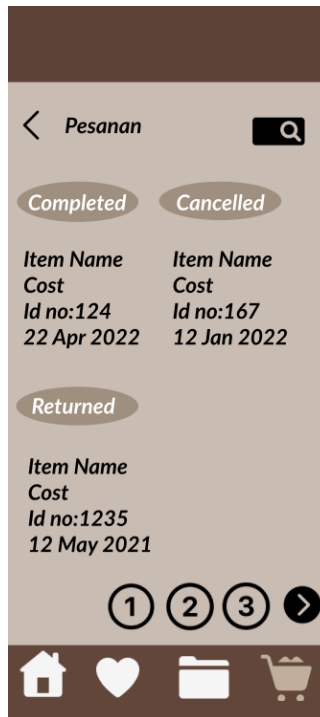 Pesanan
Completed
Item Name
Cost
Id no:124
22 Apr 2022
Cancelled
Item Name
Cost
Id no:167
12 Jan 2022
Returned
Item Name
Cost
Id no:1235
12 May 2021
1 2 3